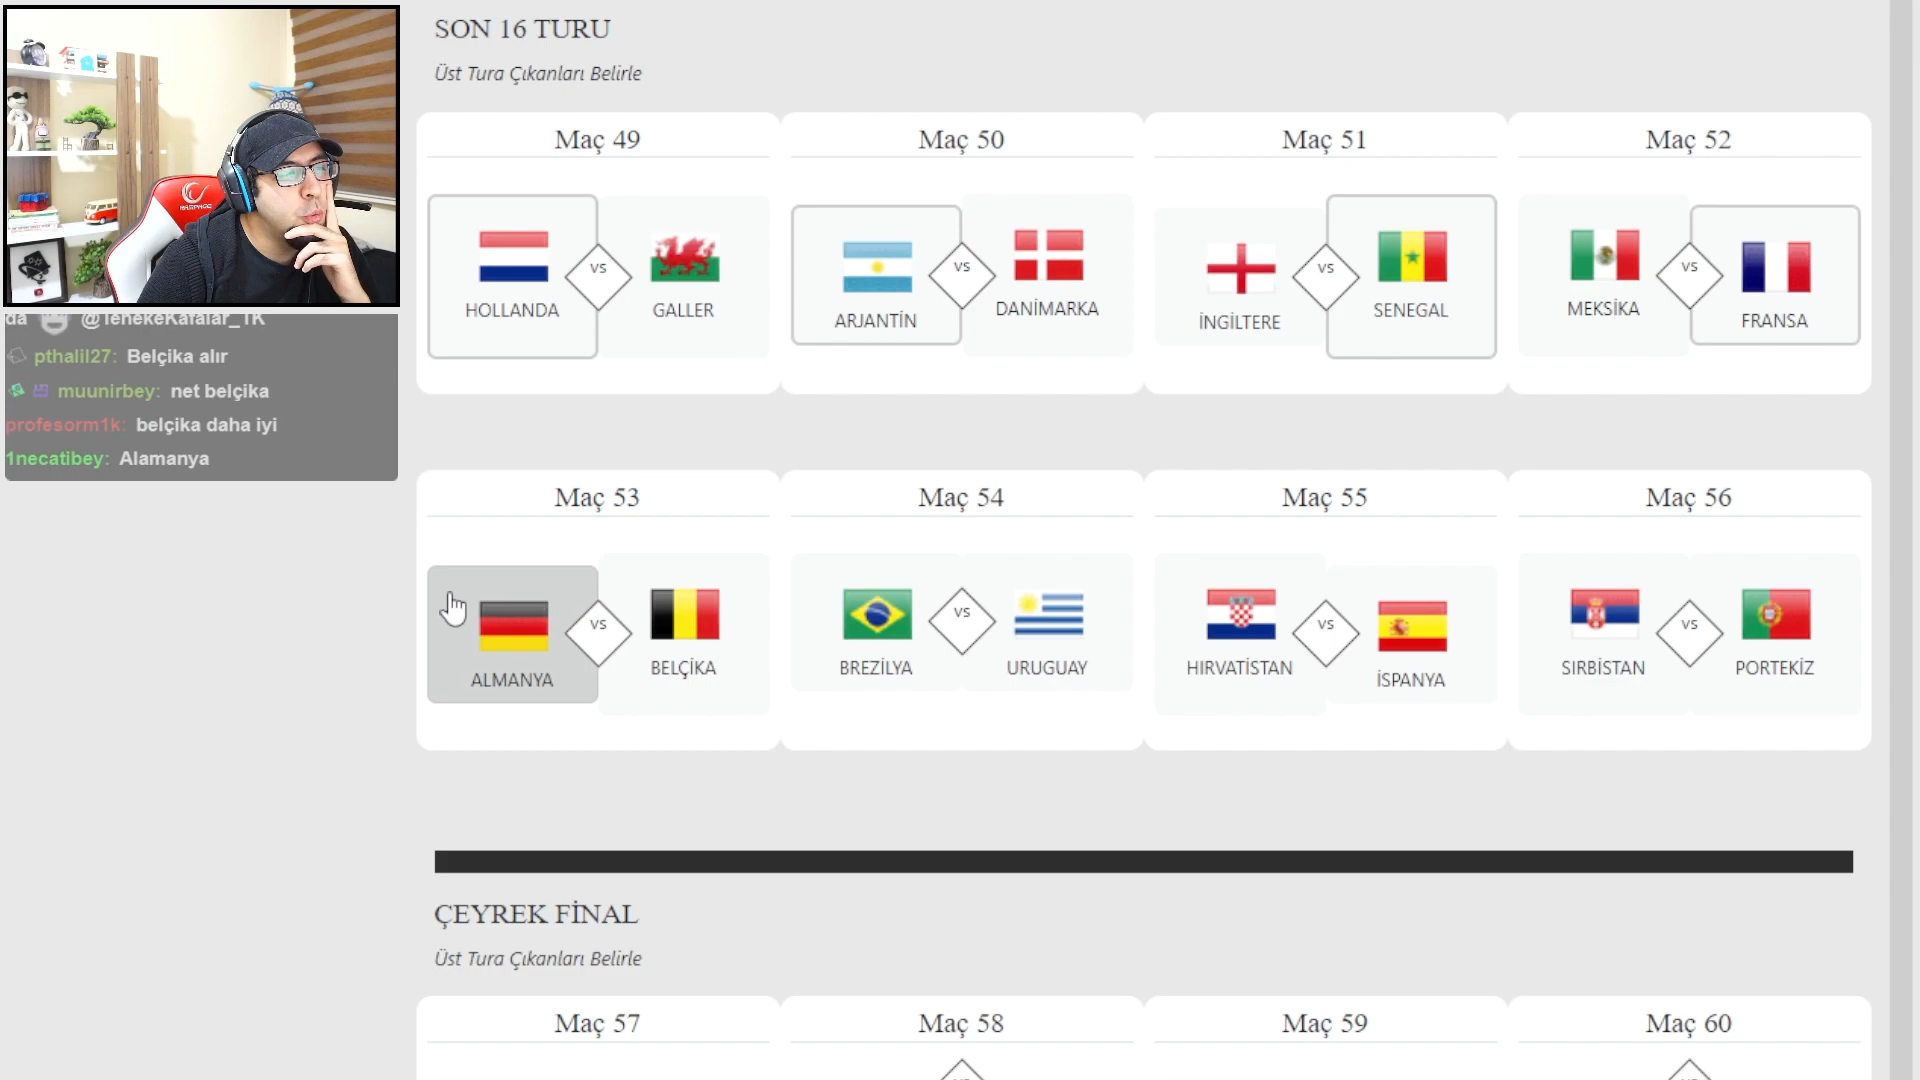 SON 16 TURU
Üst Tura Çıkanları Belirle
Maç 49
Maç 50
Maç 51
Maç 52
HOLLANDA
VS
GALLER
ARJANTİN
VS
DANİMARKA
İNGİLTERE
VS
SENEGAL
MEKSİKA
VS
FRANSA
RAMPAGE
da @TenekeKafalar_TK
pthalil27: Belçika alır
muunirbey: net belçika
profesorm1k: belçika daha iyi
1necatibey: Alamanya
Maç 53
Maç 54
Maç 55
Maç 56
ALMANYA
VS
BELÇİKA
BREZİLYA
VS
URUGUAY
HIRVATİSTAN
VS
İSPANYA
SIRBİSTAN
VS
PORTEKİZ
ÇEYREK FİNAL
Üst Tura Çıkanları Belirle
Maç 57
Maç 58
Maç 59
Maç 60